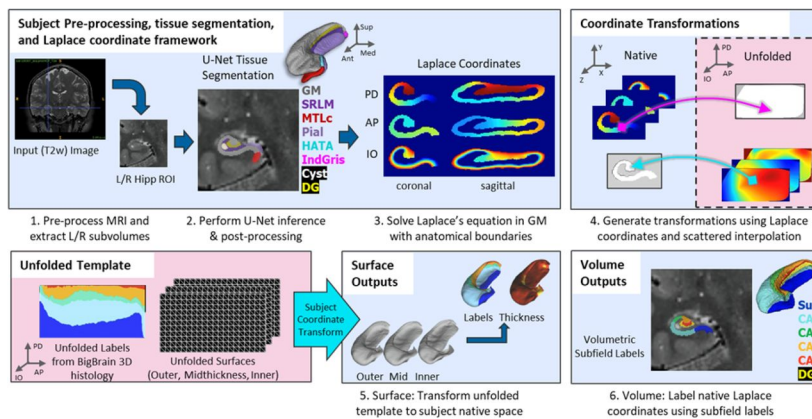 Subject Pre-processing, tissue segmentation,
and Laplace coordinate framework
Input (T2w) Image
L/R Hipp ROI
U-Net Tissue
Segmentation
Sup
Ant
Med
GM
SRLM
MTLc
Pial
HATA
IndGris
Cyst
DG
Laplace Coordinates
PD
AP
IO
coronal
sagittal
1. Pre-process MRI and
extract L/R subvolumes
2. Perform U-Net inference
& post-processing
3. Solve Laplace's equation in GM
with anatomical boundaries
Coordinate Transformations
Native
Unfolded
Y
X
Z
PD
IO
AP
4. Generate transformations using Laplace
coordinates and scattered interpolation
Unfolded Template
PD
IO
AP
Unfolded Labels
from BigBrain 3D
histology
Unfolded Surfaces
(Outer, Midthickness, Inner)
Subject
Coordinate
Transform
Surface
Outputs
Labels
Thickness
Outer
Mid
Inner
5. Surface: Transform unfolded
template to subject native space
Volume
Outputs
Volumetric
Subfield Labels
Su
CA
CA
CA
CA
DG
6. Volume: Label native Laplace
coordinates using subfield labels